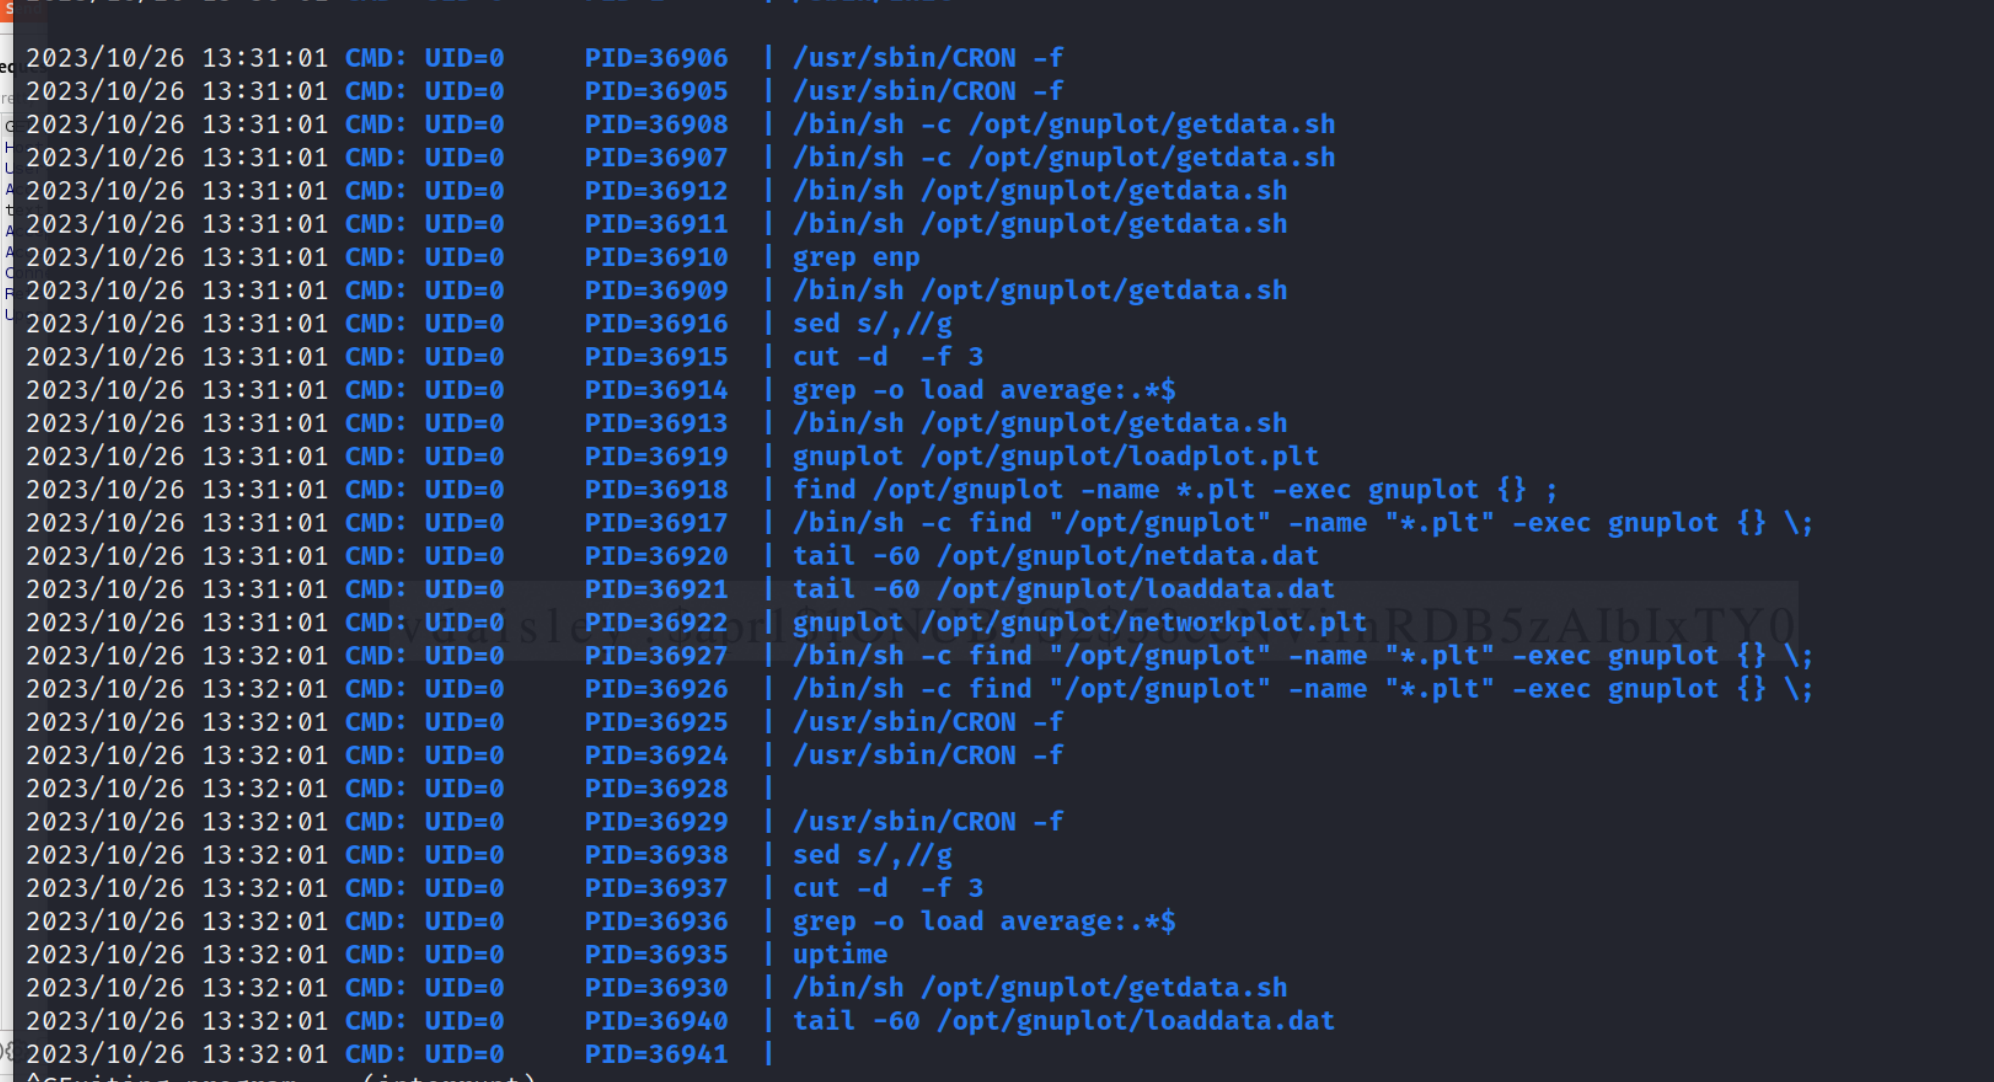 2023/10/26 13:31:01 CMD: UID=0 PID=36906 | /usr/sbin/CRON -f
2023/10/26 13:31:01 CMD: UID=0 PID=36905 | /usr/sbin/CRON -f
2023/10/26 13:31:01 CMD: UID=0 PID=36908 | /bin/sh -c /opt/gnuplot/getdata.sh
2023/10/26 13:31:01 CMD: UID=0 PID=36907 | /bin/sh -c /opt/gnuplot/getdata.sh
2023/10/26 13:31:01 CMD: UID=0 PID=36912 | /bin/sh /opt/gnuplot/getdata.sh
2023/10/26 13:31:01 CMD: UID=0 PID=36911 | /bin/sh /opt/gnuplot/getdata.sh
2023/10/26 13:31:01 CMD: UID=0 PID=36910 | grep enp
2023/10/26 13:31:01 CMD: UID=0 PID=36909 | /bin/sh /opt/gnuplot/getdata.sh
2023/10/26 13:31:01 CMD: UID=0 PID=36916 | sed s/,//g
2023/10/26 13:31:01 CMD: UID=0 PID=36915 | cut -d  -f 3
2023/10/26 13:31:01 CMD: UID=0 PID=36914 | grep -o load average:.*$
2023/10/26 13:31:01 CMD: UID=0 PID=36913 | /bin/sh /opt/gnuplot/getdata.sh
2023/10/26 13:31:01 CMD: UID=0 PID=36919 | gnuplot /opt/gnuplot/loadplot.plt
2023/10/26 13:31:01 CMD: UID=0 PID=36918 | find /opt/gnuplot -name *.plt -exec gnuplot {} ;
2023/10/26 13:31:01 CMD: UID=0 PID=36917 | /bin/sh -c find "/opt/gnuplot" -name "*.plt" -exec gnuplot {} \;
2023/10/26 13:31:01 CMD: UID=0 PID=36920 | tail -60 /opt/gnuplot/netdata.dat
2023/10/26 13:31:01 CMD: UID=0 PID=36921 | tail -60 /opt/gnuplot/loaddata.dat
2023/10/26 13:31:01 CMD: UID=0 PID=36922 | gnuplot /opt/gnuplot/networkplot.plt
2023/10/26 13:32:01 CMD: UID=0 PID=36927 | /bin/sh -c find "/opt/gnuplot" -name "*.plt" -exec gnuplot {} \;
2023/10/26 13:32:01 CMD: UID=0 PID=36926 | /bin/sh -c find "/opt/gnuplot" -name "*.plt" -exec gnuplot {} \;
2023/10/26 13:32:01 CMD: UID=0 PID=36925 | /usr/sbin/CRON -f
2023/10/26 13:32:01 CMD: UID=0 PID=36924 | /usr/sbin/CRON -f
2023/10/26 13:32:01 CMD: UID=0 PID=36928 |
2023/10/26 13:32:01 CMD: UID=0 PID=36929 | /usr/sbin/CRON -f
2023/10/26 13:32:01 CMD: UID=0 PID=36938 | sed s/,//g
2023/10/26 13:32:01 CMD: UID=0 PID=36937 | cut -d  -f 3
2023/10/26 13:32:01 CMD: UID=0 PID=36936 | grep -o load average:.*$
2023/10/26 13:32:01 CMD: UID=0 PID=36935 | uptime
2023/10/26 13:32:01 CMD: UID=0 PID=36930 | /bin/sh /opt/gnuplot/getdata.sh
2023/10/26 13:32:01 CMD: UID=0 PID=36940 | tail -60 /opt/gnuplot/loaddata.dat
2023/10/26 13:32:01 CMD: UID=0 PID=36941 |